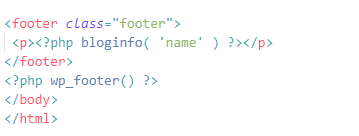 <footer class="footer">
<p><?php bloginfo( 'name' ) ?></p>
</footer>
<?php wp_footer() ?>
</body>
</html>